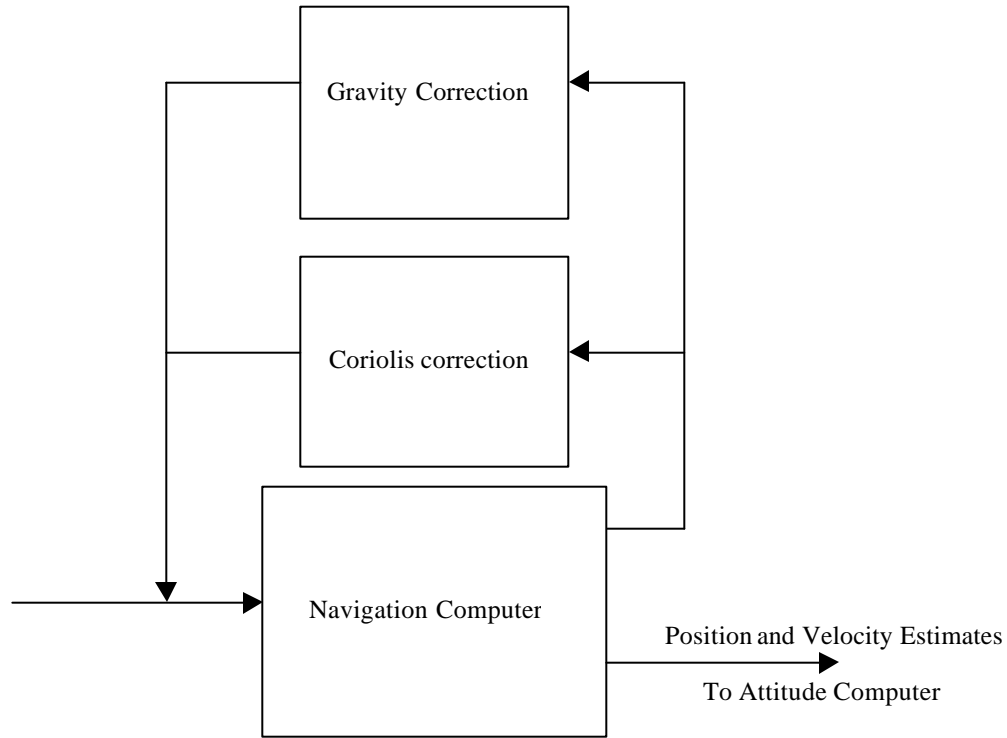 Gravity Correction
Coriolis correction
Navigation Computer
Position and Velocity Estimates
To Attitude Computer